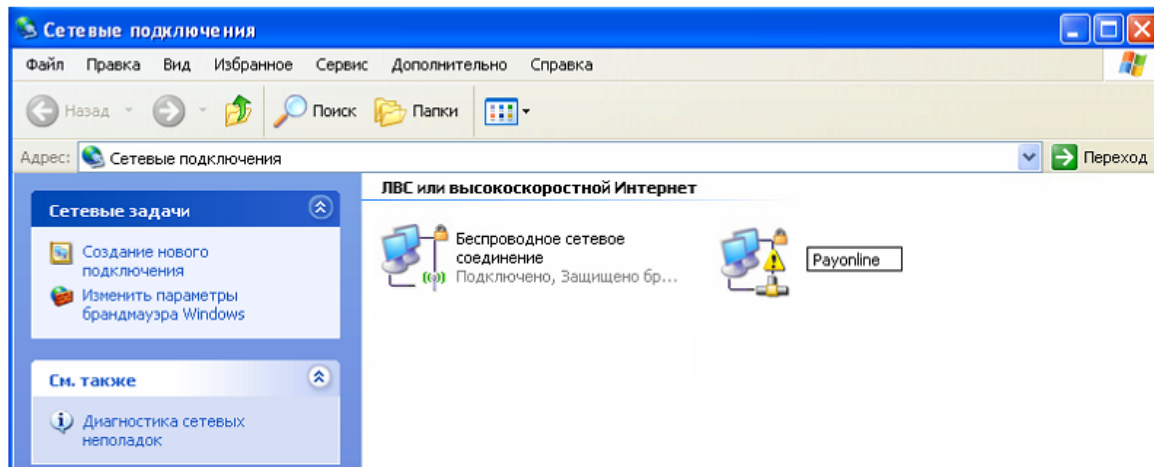 Сетевые подключения
Файл Правка Вид Избранное Сервис Дополнительно Справка
Назад Поиск Папки
Адрес: Сетевые подключения Переход
ЛВС или высокоскоростной Интернет
Сетевые задачи
Создание нового
подключения
Изменить параметры
брандмауэра Windows
См. также
Диагностика сетевых
неполадок
Беспроводное сетевое
соединение
Подключено, Защищено бр...
Payonline